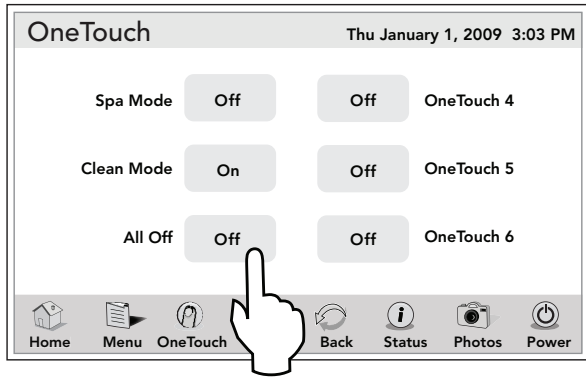 OneTouch Thu January 1, 2009 3:03 PM
Spa Mode Off Off OneTouch 4
Clean Mode On Off OneTouch 5
All Off Off Off OneTouch 6
Home Menu OneTouch Back Status Photos Power